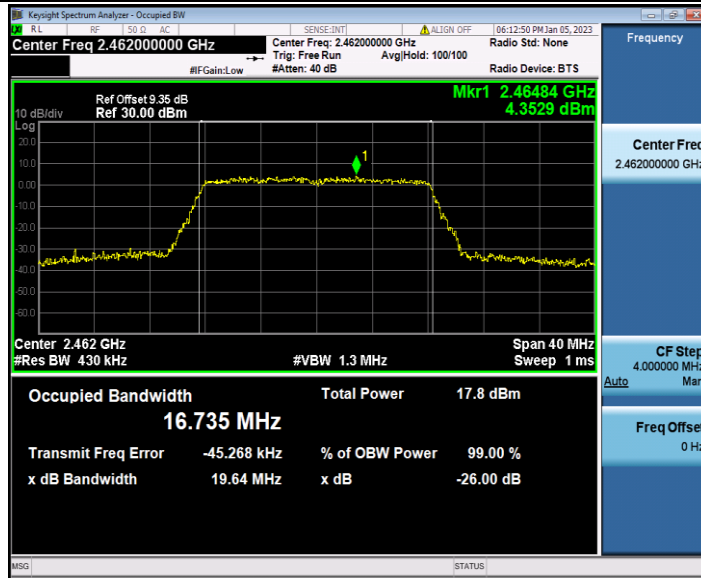 Keysight Spectrum Analyzer - Occupied BW
RL RF 50 Ω AC SENSE:INT ALIGN OFF 06:12:50 PM Jan 05, 2023
Center Freq 2.462000000 GHz Center Freq: 2.462000000 GHz Radio Std: None
Trig: Free Run Avg|Hold: 100/100
#IFGain:Low #Atten: 40 dB Radio Device: BTS
Frequency
Ref Offset 9.35 dB Mkr1 2.46484 GHz
10 dB/div Ref 30.00 dBm 4.3529 dBm
Log
20.0
10.0
0.00
-10.0
-20.0
-30.0
-40.0
-50.0
-60.0
1
Center 2.462 GHz Span 40 MHz
#Res BW 430 kHz #VBW 1.3 MHz Sweep 1 ms
Occupied Bandwidth Total Power 17.8 dBm
16.735 MHz
Transmit Freq Error -45.268 kHz % of OBW Power 99.00 %
x dB Bandwidth 19.64 MHz x dB -26.00 dB
Center Freq
2.462000000 GHz
CF Step
4.000000 MHz
Auto Man
Freq Offset
0 Hz
MSG STATUS